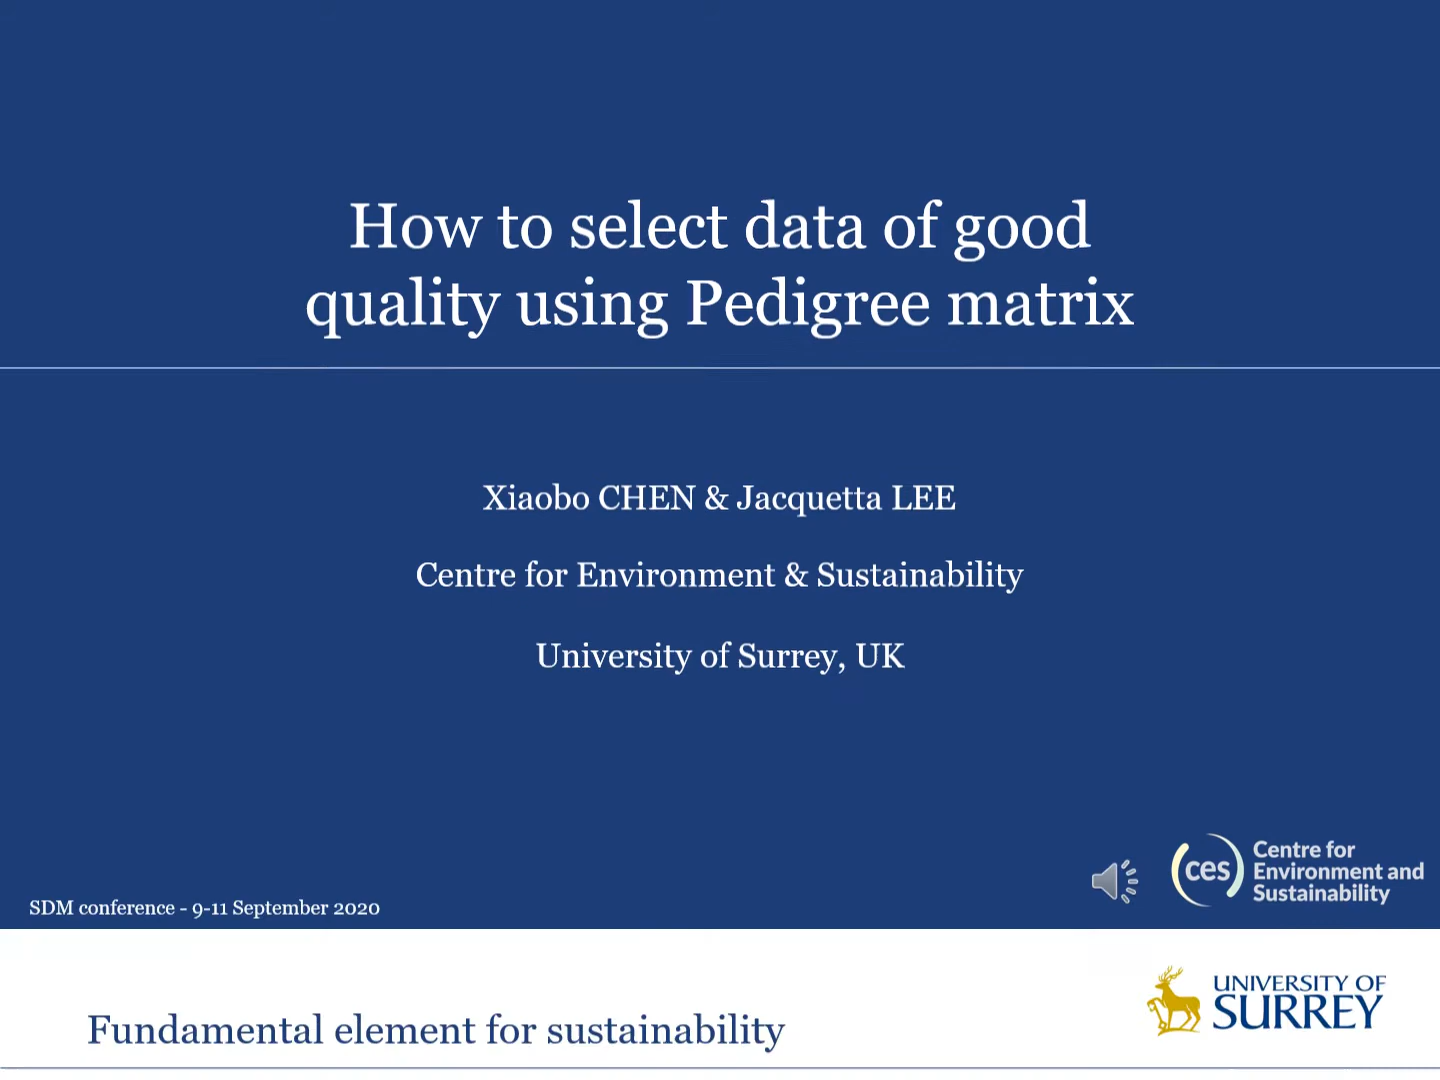 How to select data of good
quality using Pedigree matrix
Xiaobo CHEN & Jacquetta LEE
Centre for Environment & Sustainability
University of Surrey, UK
SDM conference - 9-11 September 2020
ces
Centre for
Environment and
Sustainability
Fundamental element for sustainability
UNIVERSITY OF
SURREY